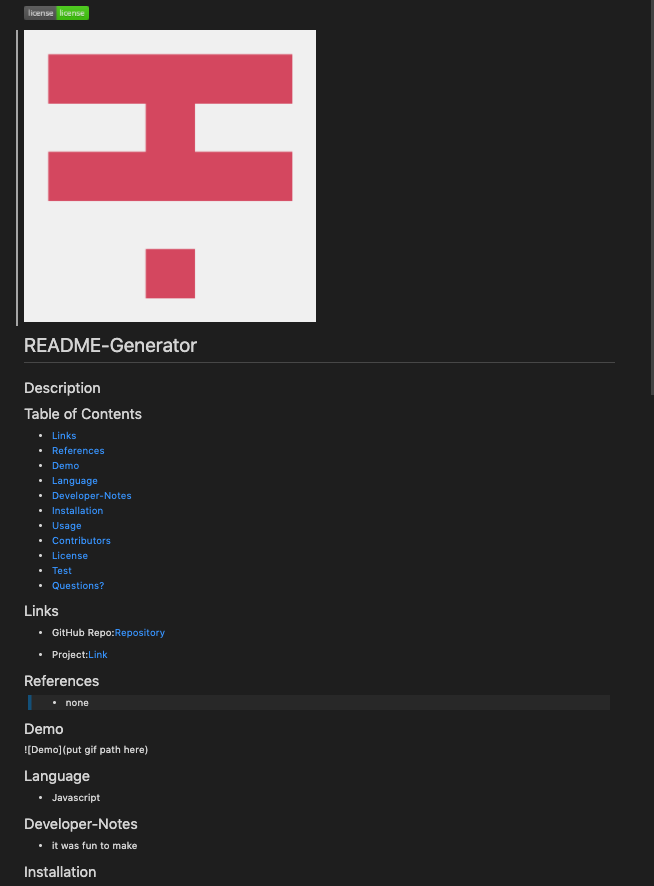 license license
README-Generator
Description
Table of Contents
Links
References
Demo
Language
Developer-Notes
Installation
Usage
Contributors
License
Test
Questions?
Links
GitHub Repo:Repository
Project:Link
References
none
Demo
![Demo](put gif path here)
Language
Javascript
Developer-Notes
it was fun to make
Installation